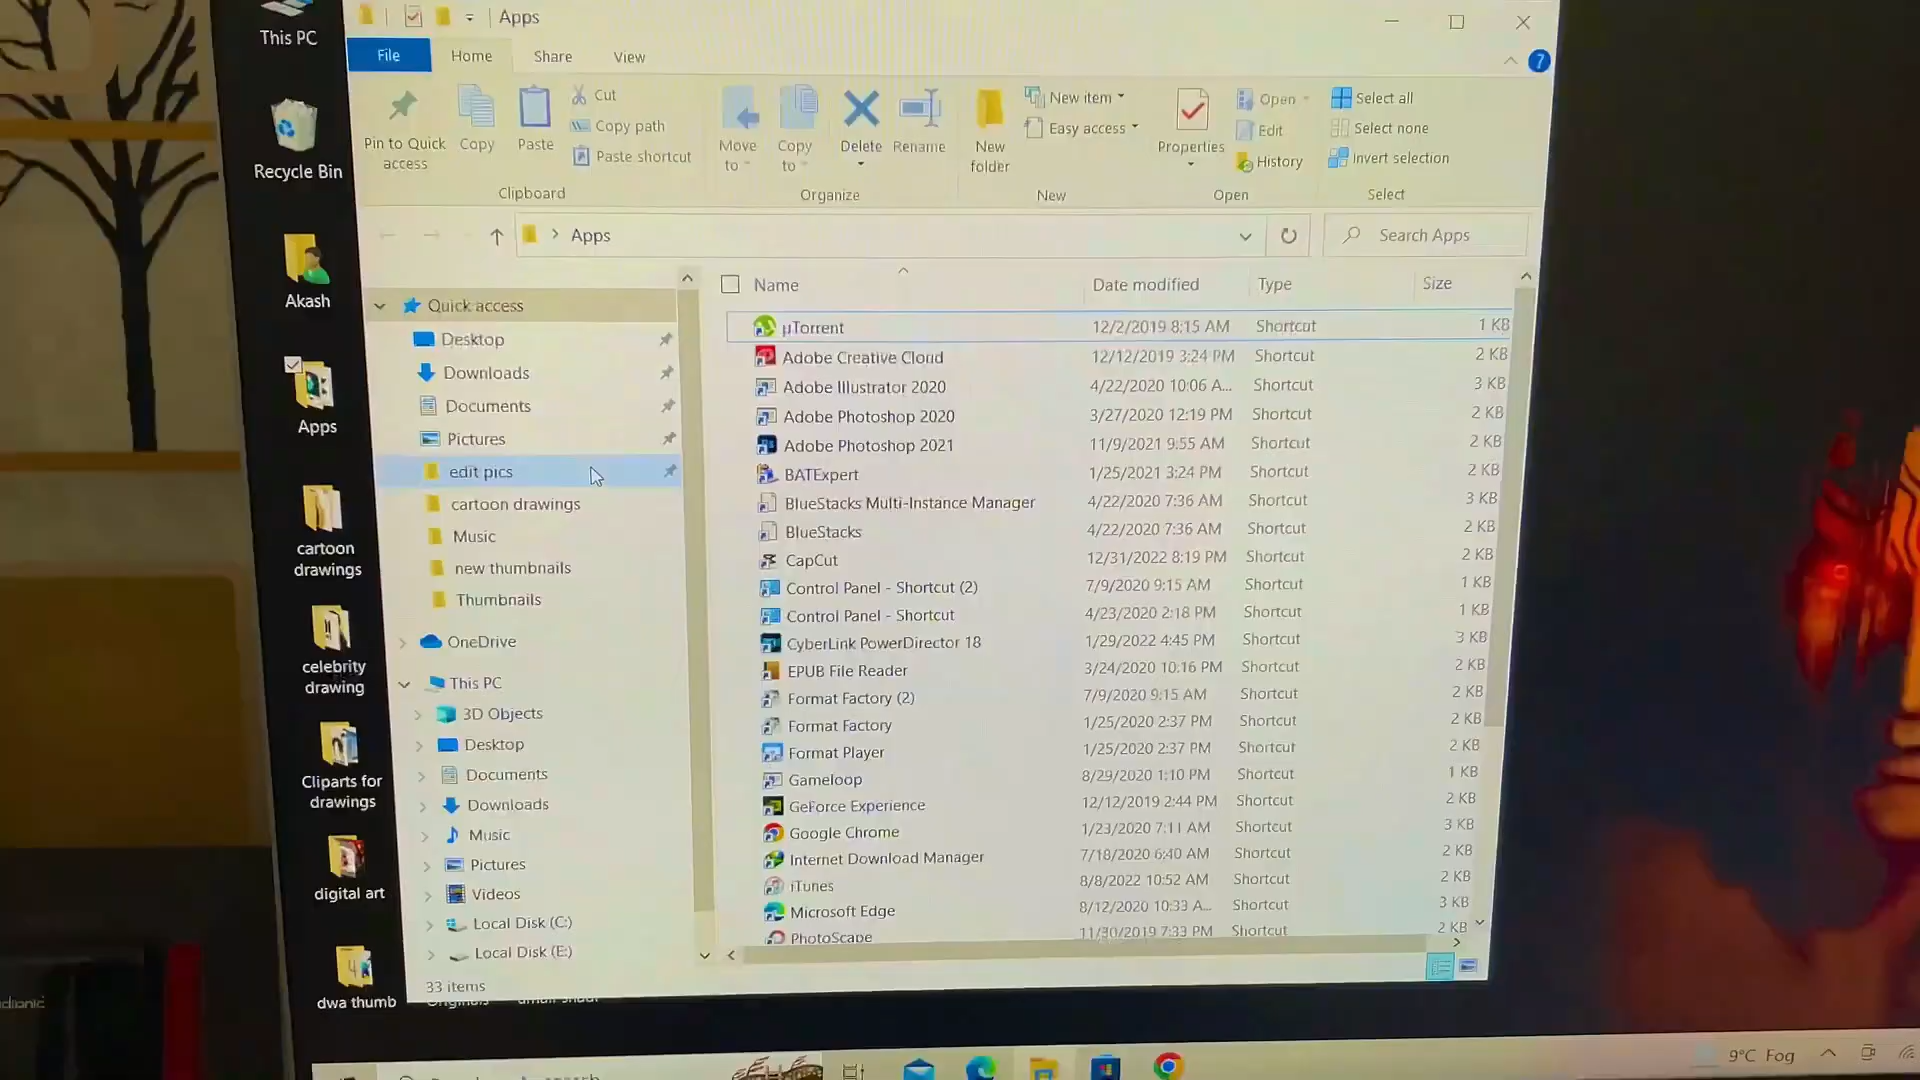 This PC
Recycle Bin
Akash
Apps
cartoon
drawings
celebrity
drawing
Cliparts for
drawings
digital art
dwa thumb
Apps
File
Home
Share
View
7
Pin to Quick
access
Copy
Paste
Cut
Copy path
Paste shortcut
Clipboard
Move
to
Copy
to
Delete
Rename
Organize
New
folder
New item
Easy access
New
Properties
Open
Edit
History
Open
Select all
Select none
Invert selection
Select
Apps
Search Apps
Quick access
Desktop
Downloads
Documents
Pictures
edit pics
cartoon drawings
Music
new thumbnails
Thumbnails
OneDrive
This PC
3D Objects
Desktop
Documents
Downloads
Music
Pictures
Videos
Local Disk (C:)
Local Disk (E:)
33 items
Name Date modified Type Size
µTorrent 12/2/2019 8:15 AM Shortcut 1 KB
Adobe Creative Cloud 12/12/2019 3:24 PM Shortcut 2 KB
Adobe Illustrator 2020 4/22/2020 10:06 A... Shortcut 3 KB
Adobe Photoshop 2020 3/27/2020 12:19 PM Shortcut 2 KB
Adobe Photoshop 2021 11/9/2021 9:55 AM Shortcut 2 KB
BATExpert 1/25/2021 3:24 PM Shortcut 2 KB
BlueStacks Multi-Instance Manager 4/22/2020 7:36 AM Shortcut 3 KB
BlueStacks 4/22/2020 7:36 AM Shortcut 2 KB
CapCut 12/31/2022 8:19 PM Shortcut 2 KB
Control Panel - Shortcut (2) 7/9/2020 9:15 AM Shortcut 1 KB
Control Panel - Shortcut 4/23/2020 2:18 PM Shortcut 1 KB
CyberLink PowerDirector 18 1/29/2022 4:45 PM Shortcut 3 KB
EPUB File Reader 3/24/2020 10:16 PM Shortcut 2 KB
Format Factory (2) 7/9/2020 9:15 AM Shortcut 2 KB
Format Factory 1/25/2020 2:37 PM Shortcut 2 KB
Format Player 1/25/2020 2:37 PM Shortcut 2 KB
Gameloop 8/29/2020 1:10 PM Shortcut 1 KB
GeForce Experience 12/12/2019 2:44 PM Shortcut 2 KB
Google Chrome 1/23/2020 7:11 AM Shortcut 3 KB
Internet Download Manager 7/18/2020 6:40 AM Shortcut 2 KB
iTunes 8/8/2022 10:52 AM Shortcut 2 KB
Microsoft Edge 8/12/2020 10:33 A... Shortcut 3 KB
PhotoScape 11/30/2019 7:33 PM Shortcut 2 KB
9°C Fog